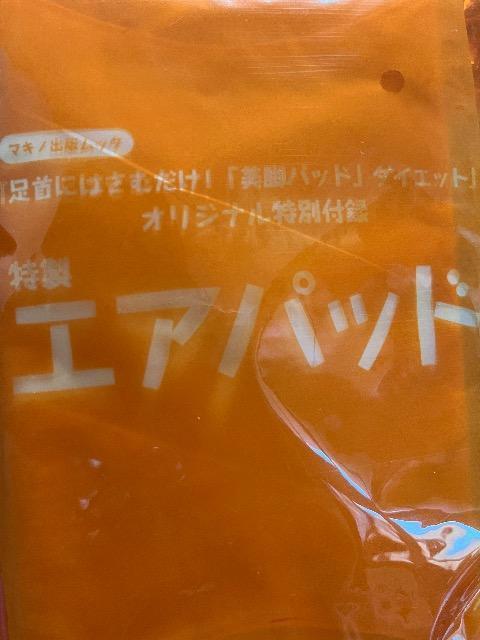 マキノ出版ムック
「足首にはさむだけ!「美脚パッド」ダイエット」
オリジナル特別付録
特製
エアパッド